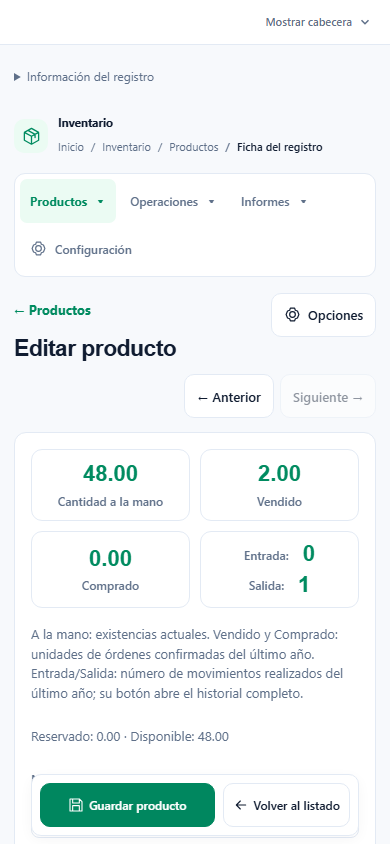 Mostrar cabecera
Información del registro
Inventario
Inicio / Inventario / Productos / Ficha del registro
Productos Operaciones Informes
Configuración
← Productos
Opciones
Editar producto
← Anterior Siguiente →
48.00 2.00
Cantidad a la mano Vendido
0.00 Entrada: 0
Comprado Salida: 1
A la mano: existencias actuales. Vendido y Comprado:
unidades de órdenes confirmadas del último año.
Entrada/Salida: número de movimientos realizados del
último año; su botón abre el historial completo.
Reservado: 0.00 · Disponible: 48.00
Guardar producto ← Volver al listado